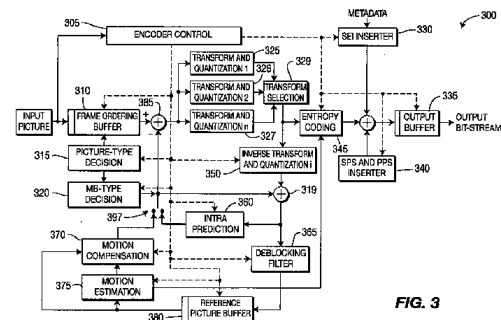 METADATA
300
305
ENCODER CONTROL
SEI INSERTER
330
TRANSFORM AND QUANTIZATION 1
325
326
329
310
385
TRANSFORM AND QUANTIZATION 2
TRANSFORM SELECTION
335
INPUT PICTURE
FRAME ORDERING BUFFER
+
-
TRANSFORM AND QUANTIZATION n
327
ENTROPY CODING
345
+
OUTPUT BUFFER
OUTPUT BIT-STREAM
315
PICTURE-TYPE DECISION
350
INVERSE TRANSFORM AND QUANTIZATION i
SPS AND PPS INSERTER
340
320
MB-TYPE DECISION
+
319
397
360
INTRA PREDICTION
365
370
MOTION COMPENSATION
DEBLOCKING FILTER
375
MOTION ESTIMATION
380
REFERENCE PICTURE BUFFER
FIG. 3